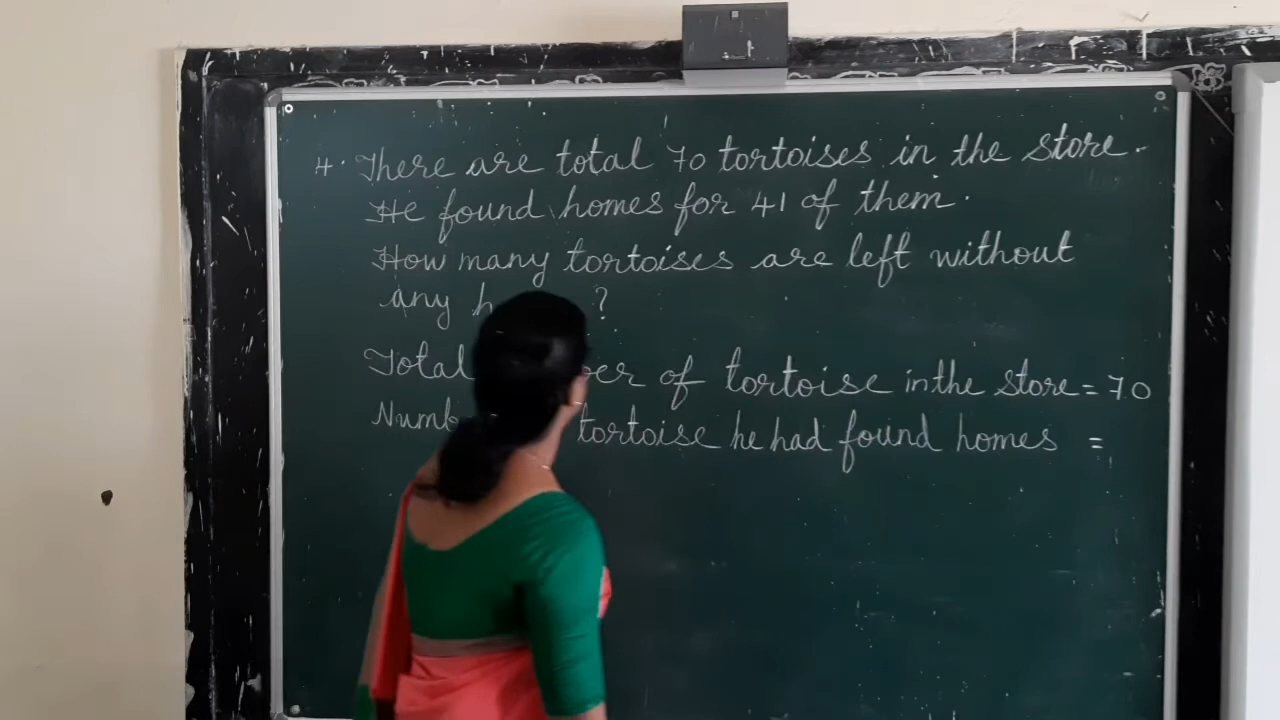 4. There are total 70 tortoises in the store.
He found homes for 41 of them.
How many tortoises are left without
any ?
Total of tortoise in the store = 70
tortoise he had found homes =